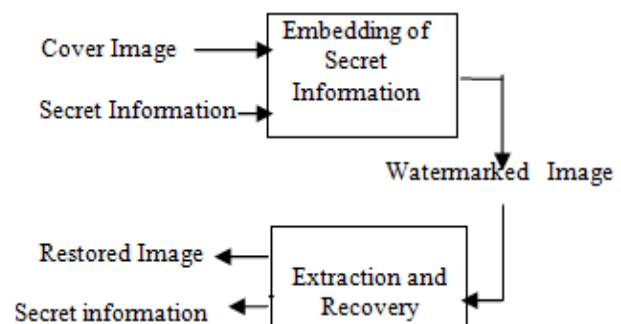 Cover Image
Embedding of
Secret
Information
Secret Information
Watermarked Image
Restored Image
Extraction and
Recovery
Secret information